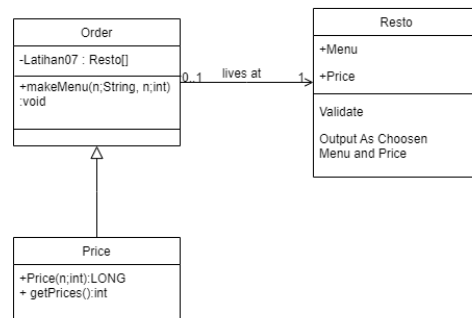 Order
-Latihan07 : Resto[]
+makeMenu(n;String, n;int)
:void
0..1
lives at
1
Resto
+Menu
+Price
Validate
Output As Choosen
Menu and Price
Price
+Price(n;int):LONG
+ getPrices():int